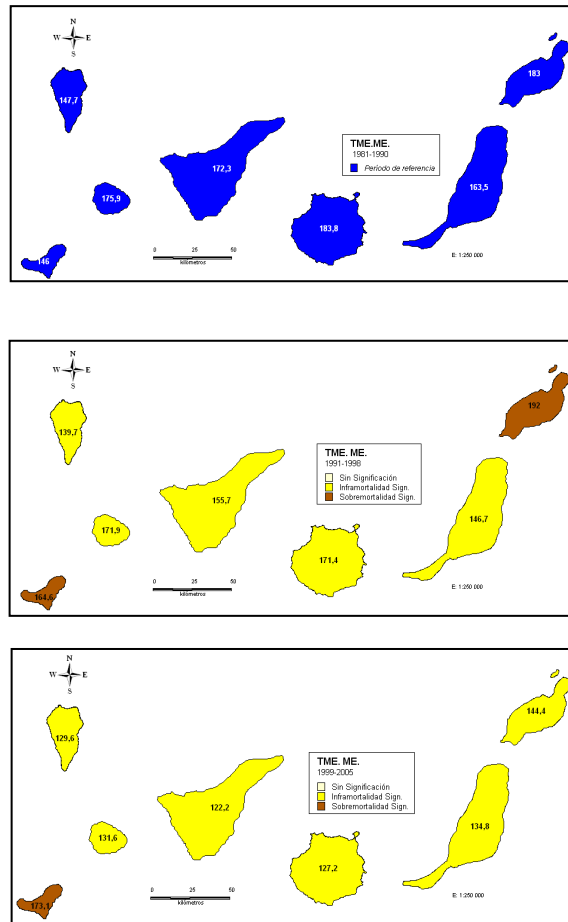 N
W E
S
147,7
175,9
146
172,3
183,8
163,5
183
TME.ME.
1981-1990
Período de referencia
0 25 50
kilómetros
E: 1:250 000
N
W E
S
139,7
171,9
164,6
155,7
171,4
146,7
192
TME. ME.
1991-1998
Sin Significación
Inframortalidad Sign.
Sobremortalidad Sign.
0 25 50
kilómetros
E: 1:250 000
N
W E
S
129,6
131,6
173,1
122,2
127,2
134,8
144,4
TME. ME.
1999-2005
Sin Significación
Inframortalidad Sign.
Sobremortalidad Sign.
0 25 50
kilómetros
E: 1:250 000